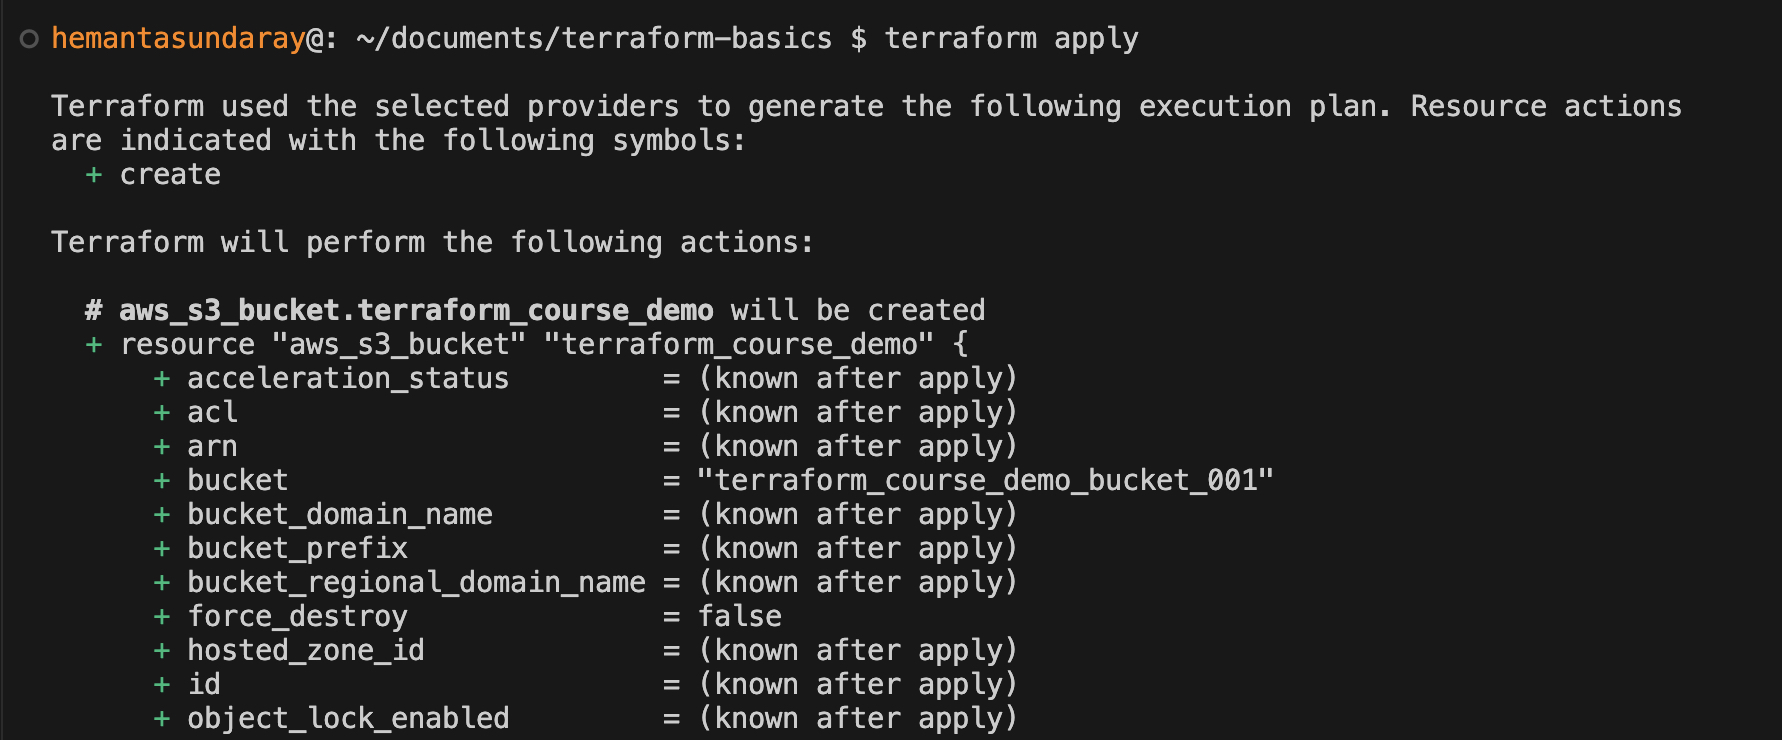 hemantasundaray@: ~/documents/terraform-basics $ terraform apply
Terraform used the selected providers to generate the following execution plan. Resource actions
are indicated with the following symbols:
+ create
Terraform will perform the following actions:
# aws_s3_bucket.terraform_course_demo will be created
+ resource "aws_s3_bucket" "terraform_course_demo" {
+ acceleration_status = (known after apply)
+ acl = (known after apply)
+ arn = (known after apply)
+ bucket = "terraform_course_demo_bucket_001"
+ bucket_domain_name = (known after apply)
+ bucket_prefix = (known after apply)
+ bucket_regional_domain_name = (known after apply)
+ force_destroy = false
+ hosted_zone_id = (known after apply)
+ id = (known after apply)
+ object_lock_enabled = (known after apply)